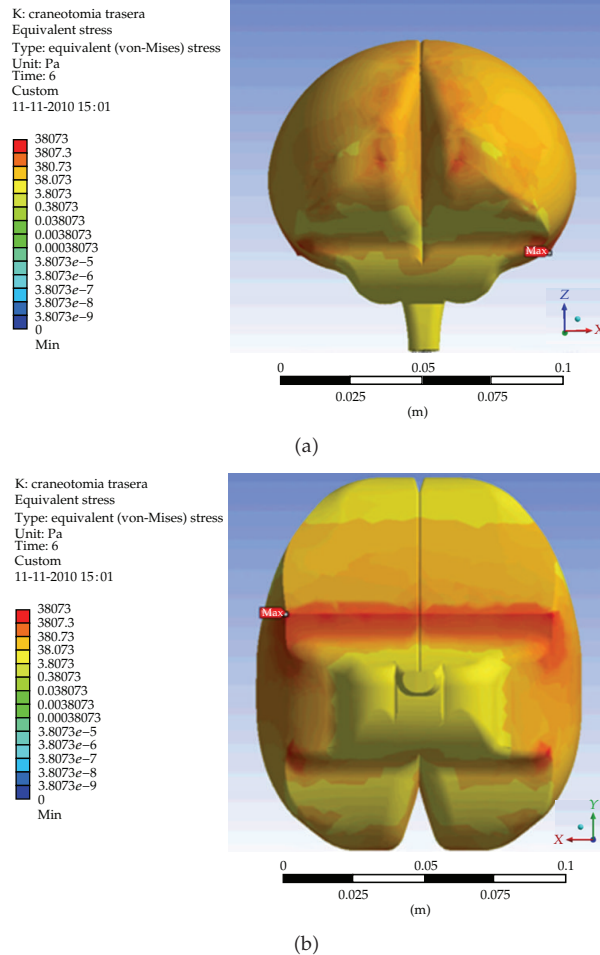 K: craneotomia trasera
Equivalent stress
Type: equivalent (von-Mises) stress
Unit: Pa
Time: 6
Custom
11-11-2010 15:01
38073
3807.3
380.73
38.073
3.8073
0.38073
0.038073
0.0038073
0.00038073
3.8073e−5
3.8073e−6
3.8073e−7
3.8073e−8
3.8073e−9
0
Min
Max
Z
X
0 0.05 0.1
0.025 0.075
(m)
(a)
K: craneotomia trasera
Equivalent stress
Type: equivalent (von-Mises) stress
Unit: Pa
Time: 6
Custom
11-11-2010 15:01
38073
3807.3
380.73
38.073
3.8073
0.38073
0.038073
0.0038073
0.00038073
3.8073e−5
3.8073e−6
3.8073e−7
3.8073e−8
3.8073e−9
0
Min
Max
Y
X
0 0.05 0.1
0.025 0.075
(m)
(b)